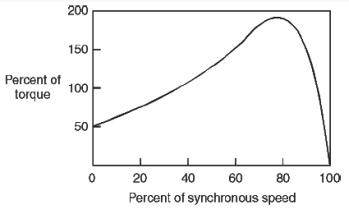 200
150
Percent of
torque
100
50
0 20 40 60 80 100
Percent of synchronous speed